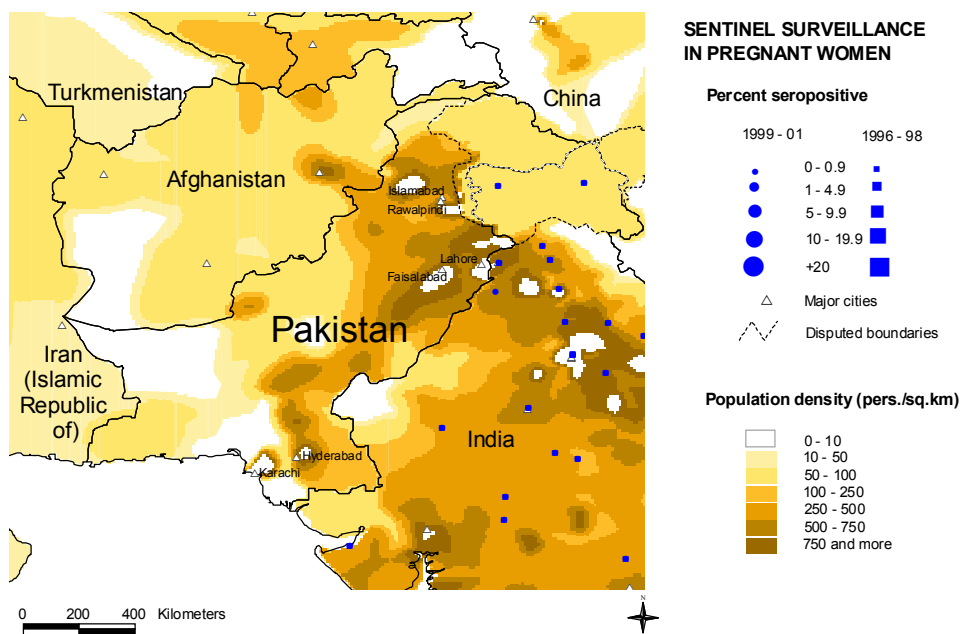 SENTINEL SURVEILLANCE
IN PREGNANT WOMEN
Percent seropositive
1999 - 01
1996 - 98
0 - 0.9
1 - 4.9
5 - 9.9
10 - 19.9
+20
Major cities
Disputed boundaries
Population density (pers./sq.km)
0 - 10
10 - 50
50 - 100
100 - 250
250 - 500
500 - 750
750 and more
Turkmenistan
China
Afghanistan
Islamabad
Rawalpindi
Lahore
Faisalabad
Pakistan
Iran
(Islamic
Republic
of)
India
Hyderabad
Karachi
0 200 400 Kilometers
N